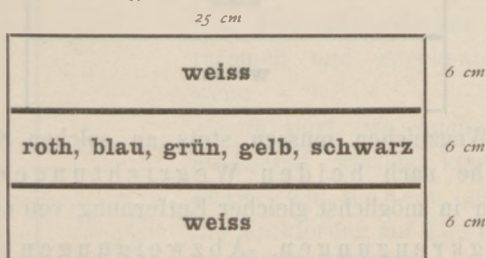 25 cm
weiss 6 cm
roth, blau, grün, gelb, schwarz 6 cm
weiss 6 cm